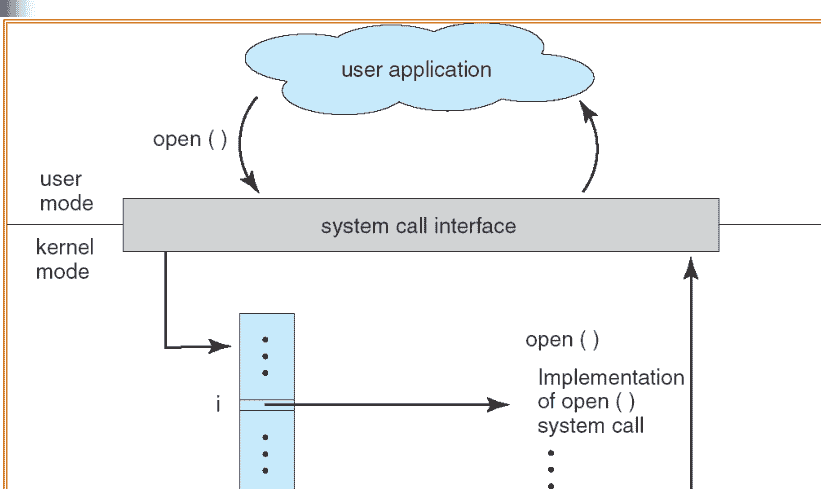 user application
open ( )
user
mode
system call interface
kernel
mode
open ( )
i
Implementation
of open ( )
system call